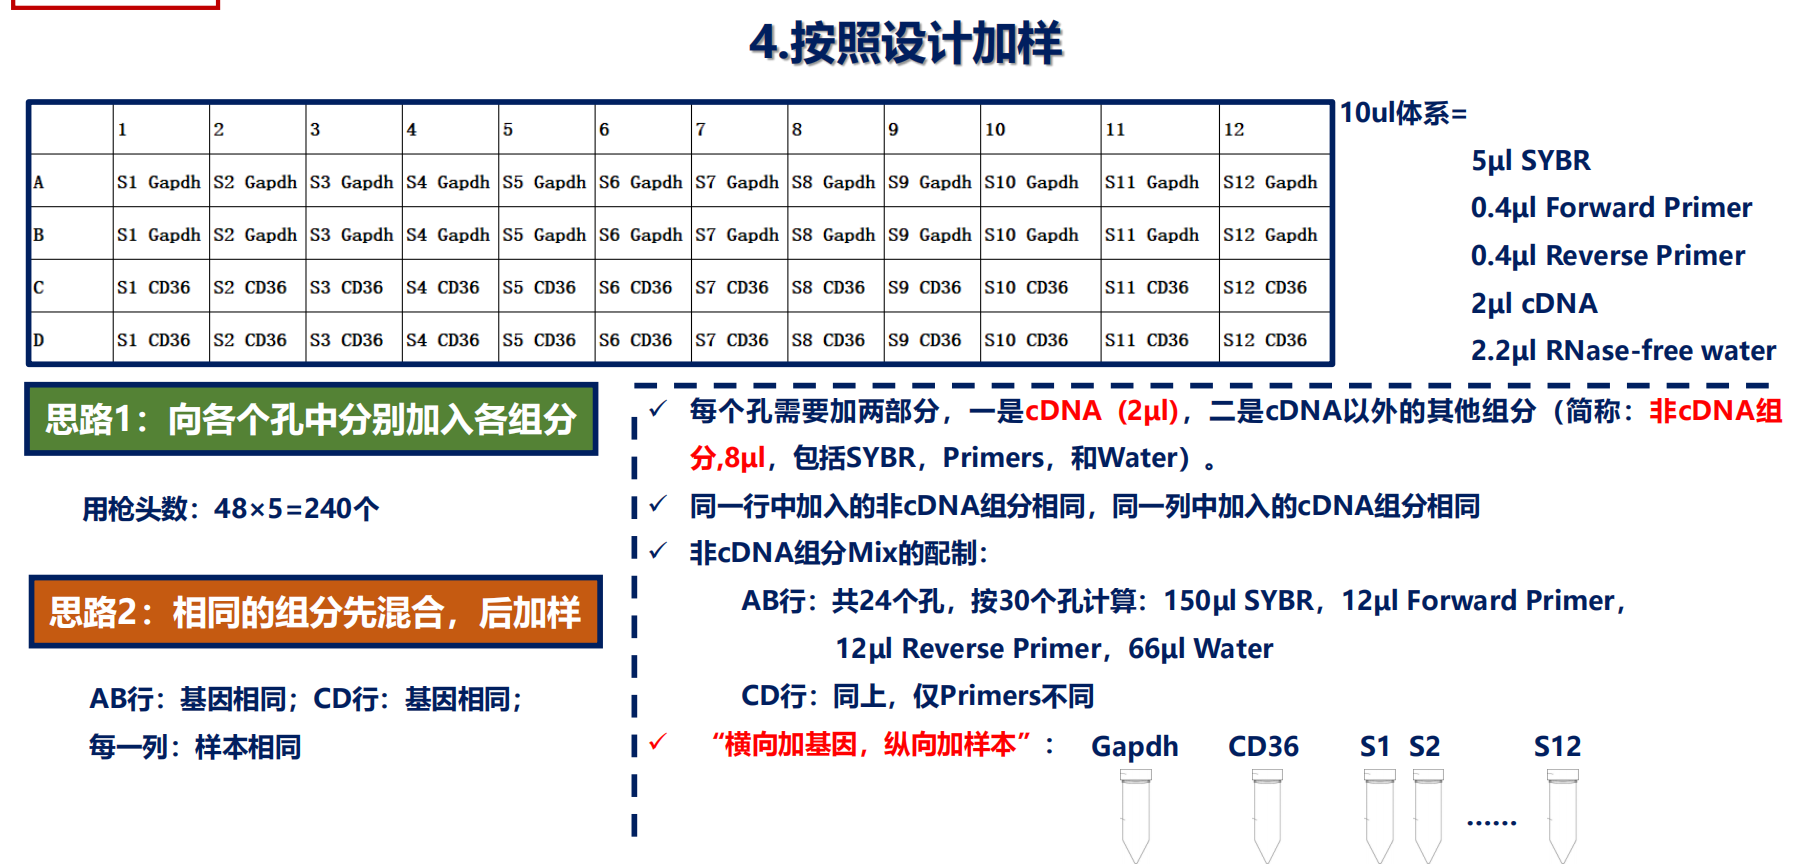 4.按照设计加样
1 2 3 4 5 6 7 8 9 10 11 12
A S1 Gapdh S2 Gapdh S3 Gapdh S4 Gapdh S5 Gapdh S6 Gapdh S7 Gapdh S8 Gapdh S9 Gapdh S10 Gapdh S11 Gapdh S12 Gapdh
B S1 Gapdh S2 Gapdh S3 Gapdh S4 Gapdh S5 Gapdh S6 Gapdh S7 Gapdh S8 Gapdh S9 Gapdh S10 Gapdh S11 Gapdh S12 Gapdh
C S1 CD36 S2 CD36 S3 CD36 S4 CD36 S5 CD36 S6 CD36 S7 CD36 S8 CD36 S9 CD36 S10 CD36 S11 CD36 S12 CD36
D S1 CD36 S2 CD36 S3 CD36 S4 CD36 S5 CD36 S6 CD36 S7 CD36 S8 CD36 S9 CD36 S10 CD36 S11 CD36 S12 CD36
10ul体系=
5μl SYBR
0.4μl Forward Primer
0.4μl Reverse Primer
2μl cDNA
2.2μl RNase-free water
思路1：向各个孔中分别加入各组分
用枪头数：48×5=240个
思路2：相同的组分先混合，后加样
AB行：基因相同；CD行：基因相同；
每一列：样本相同
✓ 每个孔需要加两部分，一是cDNA（2μl)，二是cDNA以外的其他组分（简称：非cDNA组
分,8μl，包括SYBR，Primers，和Water）。
✓ 同一行中加入的非cDNA组分相同，同一列中加入的cDNA组分相同
✓ 非cDNA组分Mix的配制：
AB行：共24个孔，按30个孔计算：150μl SYBR，12μl Forward Primer，
12μl Reverse Primer，66μl Water
CD行：同上，仅Primers不同
✓ “横向加基因，纵向加样本”： Gapdh CD36 S1 S2 S12
……